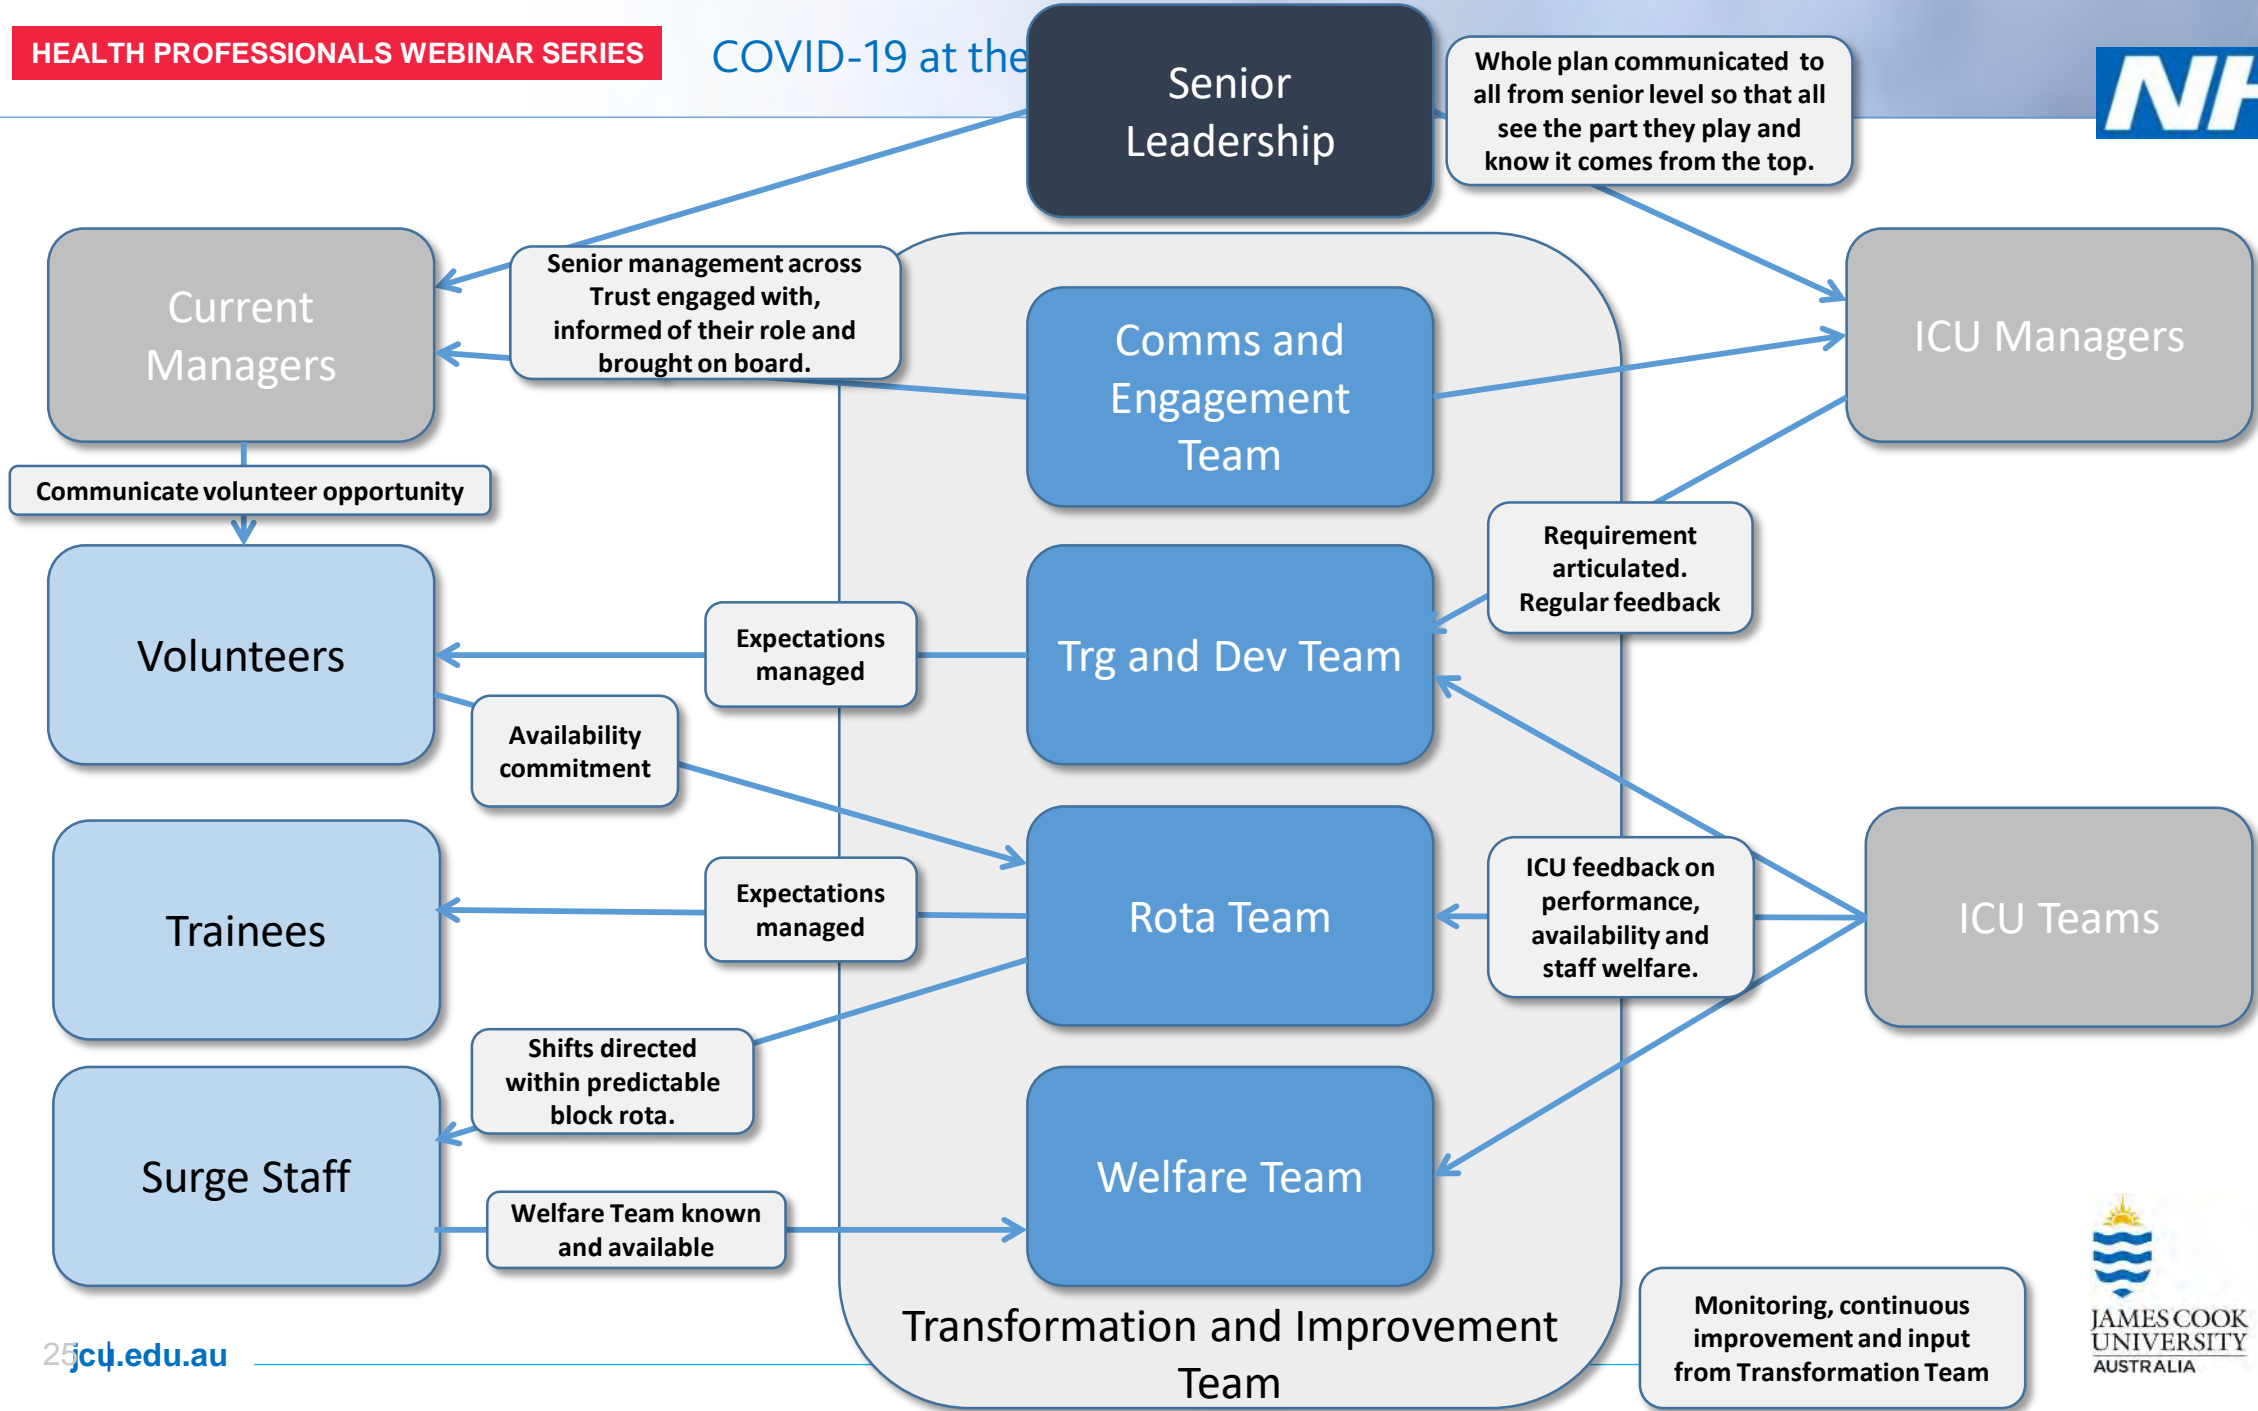 HEALTH PROFESSIONALS WEBINAR SERIES
COVID-19 at the
Senior
Leadership
Whole plan communicated to
all from senior level so that all
see the part they play and
know it comes from the top.
Current
Managers
Senior management across
Trust engaged with,
informed of their role and
brought on board.
Comms and
Engagement
Team
ICU Managers
Communicate volunteer opportunity
Requirement
articulated.
Regular feedback
Volunteers
Expectations
managed
Trg and Dev Team
Availability
commitment
Trainees
Expectations
managed
Rota Team
ICU feedback on
performance,
availability and
staff welfare.
ICU Teams
Shifts directed
within predictable
block rota.
Surge Staff
Welfare Team known
and available
Welfare Team
Transformation and Improvement
Team
Monitoring, continuous
improvement and input
from Transformation Team
JAMES COOK
UNIVERSITY
AUSTRALIA
25
jcu.edu.au